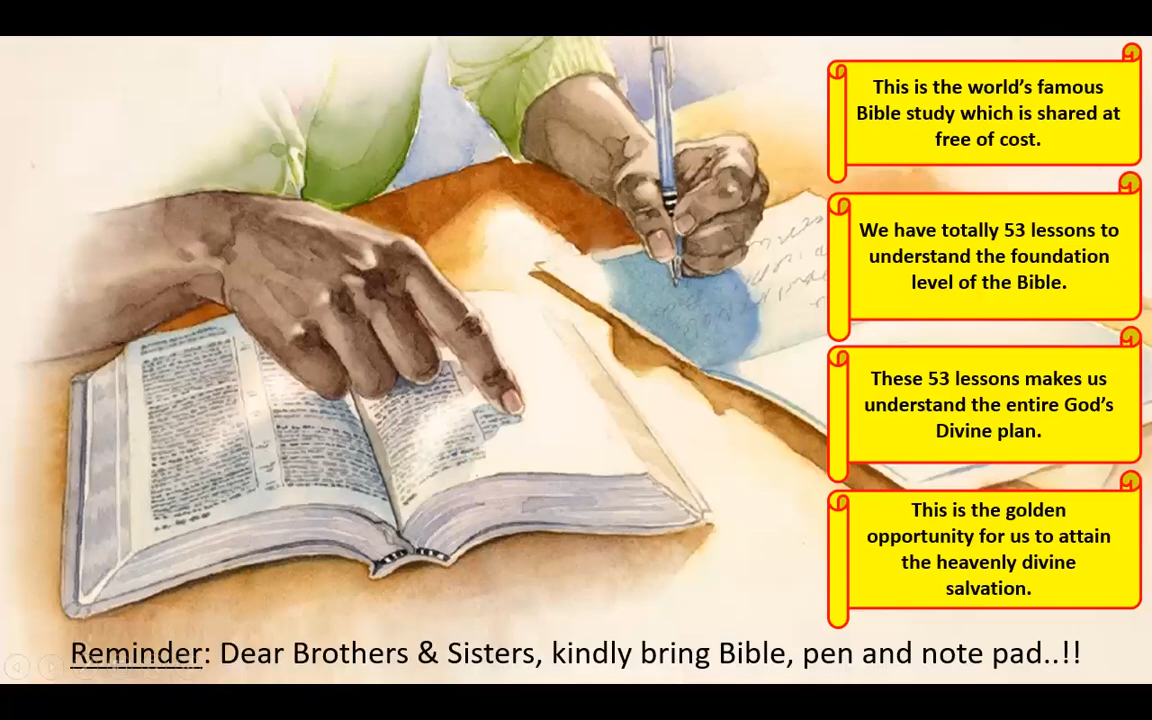 This is the world's famous
Bible study which is shared at
free of cost.
We have totally 53 lessons to
understand the foundation
level of the Bible.
These 53 lessons makes us
understand the entire God's
Divine plan.
This is the golden
opportunity for us to attain
the heavenly divine
salvation.
Reminder: Dear Brothers & Sisters, kindly bring Bible, pen and note pad..!!